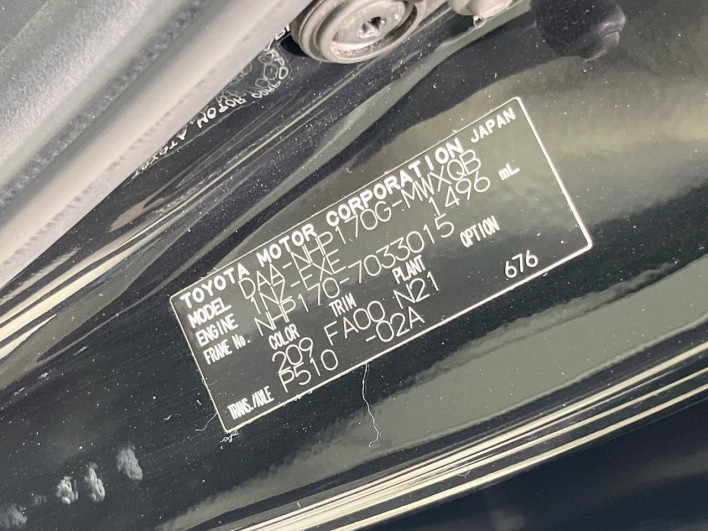 TOYOTA MOTOR CORPORATION JAPAN
MODEL DAA-NHP170G-MWXQB
ENGINE 1NZ-FXE 1496 mL
FRAME No. NHP170-7033015
COLOR TRIM PLANT OPTION
209 FA00 N21 676
TRANS./AXLE P510 -02A